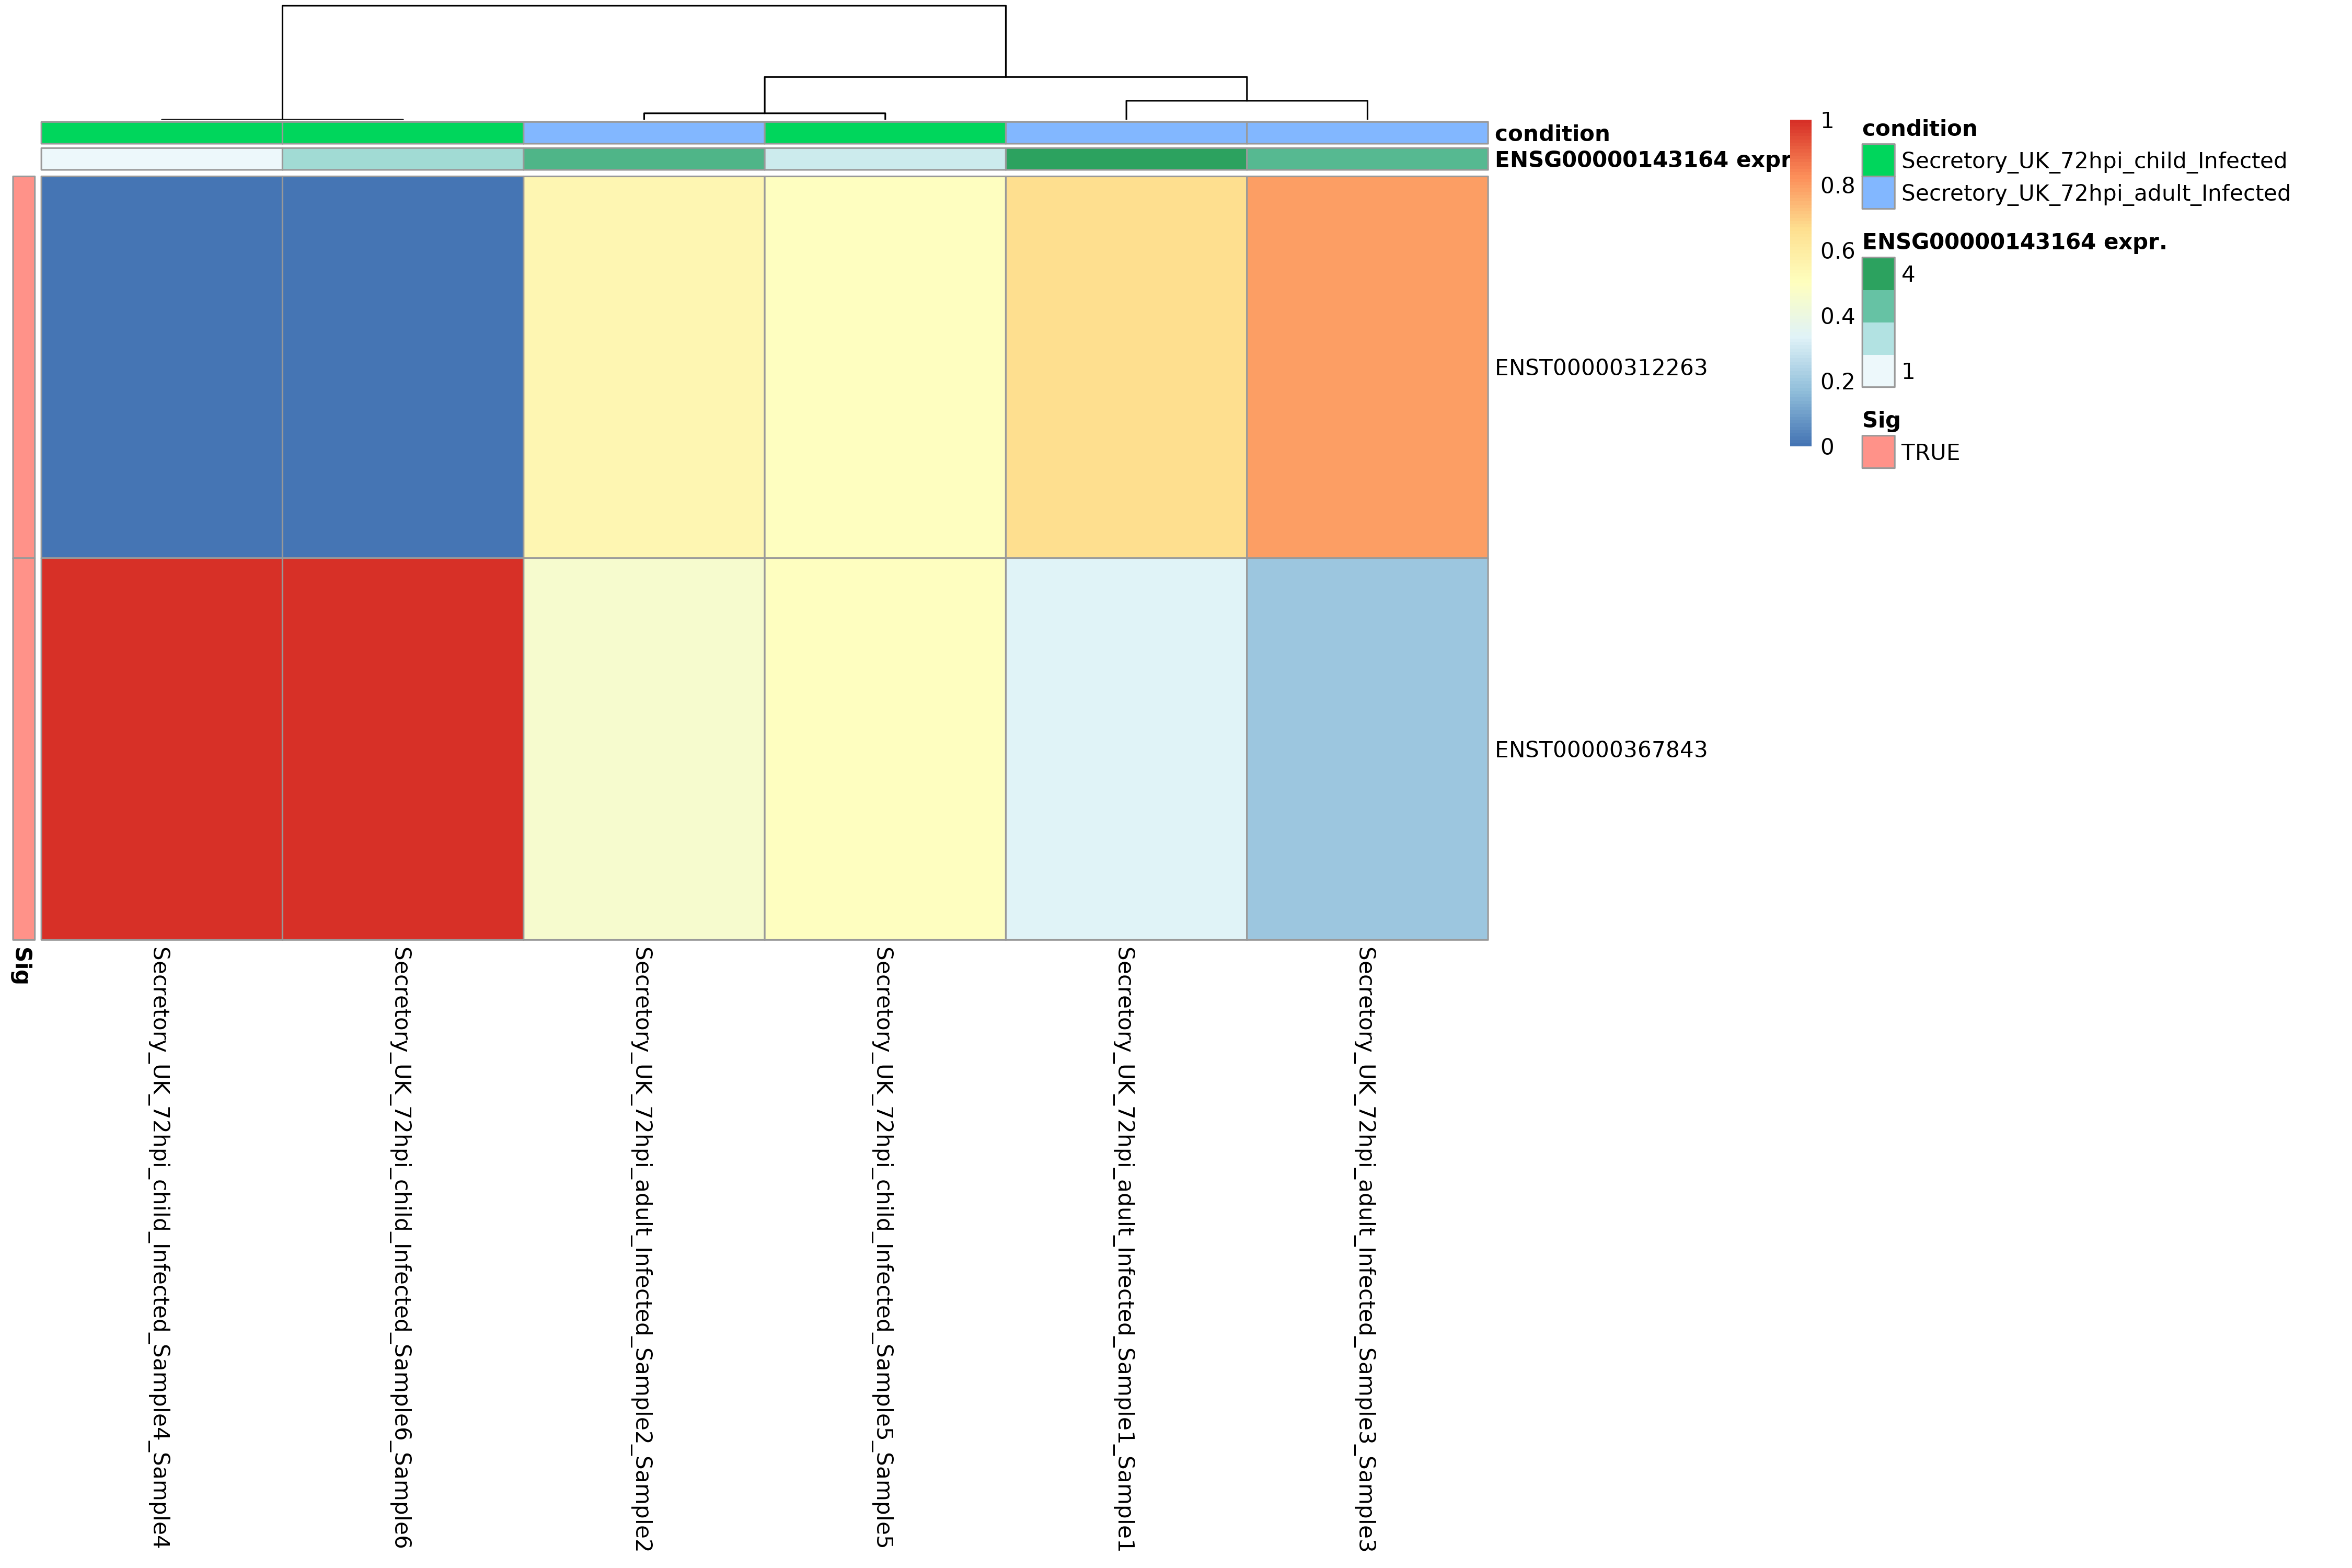 condition
ENSG00000143164 expr
ENST00000312263
ENST00000367843
Sig
Secretory_UK_72hpi_child_Infected_Sample4_Sample4
Secretory_UK_72hpi_child_Infected_Sample6_Sample6
Secretory_UK_72hpi_adult_Infected_Sample2_Sample2
Secretory_UK_72hpi_child_Infected_Sample5_Sample5
Secretory_UK_72hpi_adult_Infected_Sample1_Sample1
Secretory_UK_72hpi_adult_Infected_Sample3_Sample3
1
0.8
0.6
0.4
0.2
0
condition
Secretory_UK_72hpi_child_Infected
Secretory_UK_72hpi_adult_Infected
ENSG00000143164 expr.
4
1
Sig
TRUE